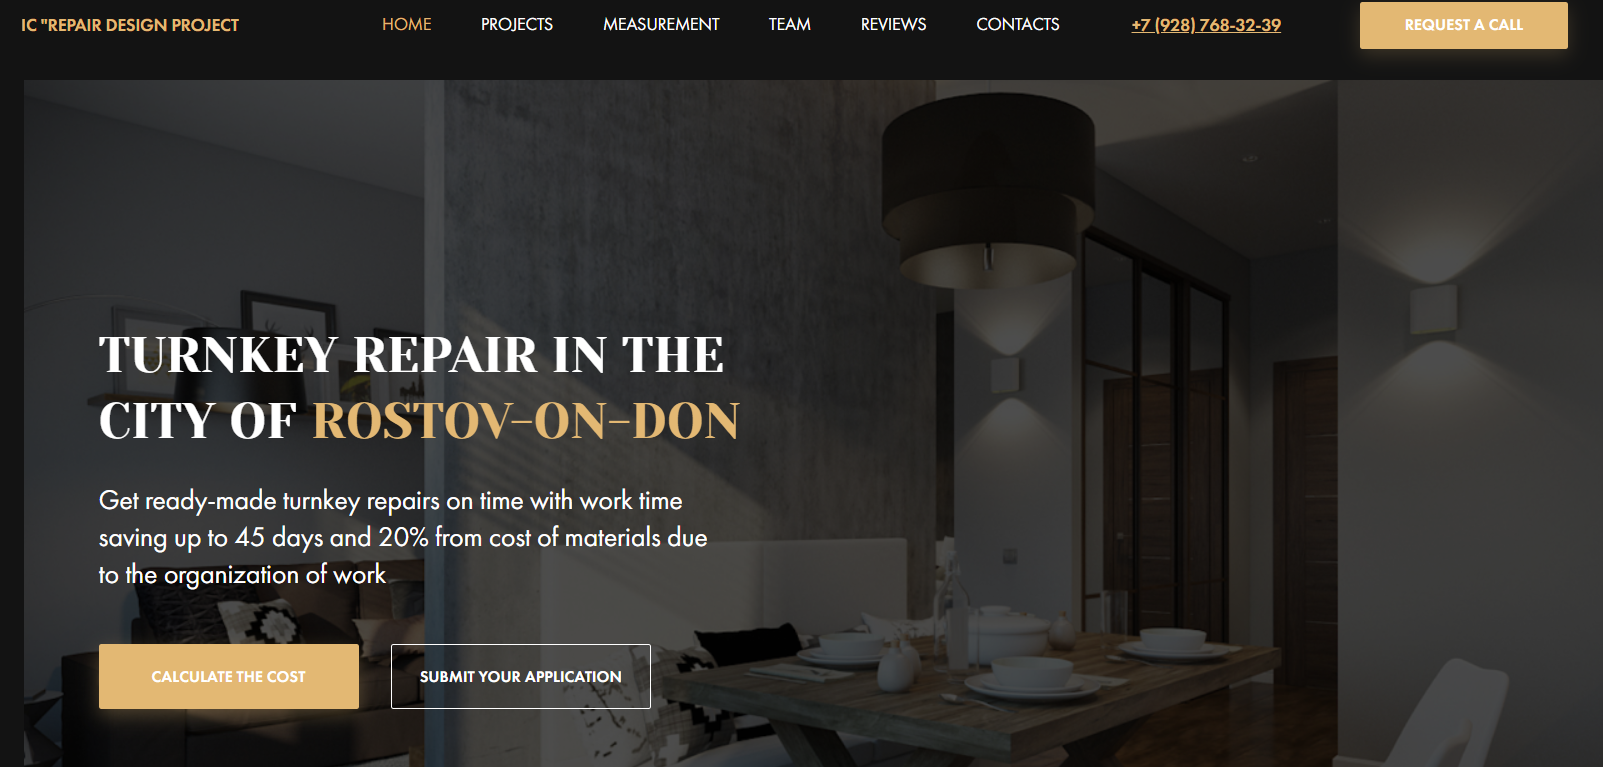 IC "REPAIR DESIGN PROJECT
HOME
PROJECTS
MEASUREMENT
TEAM
REVIEWS
CONTACTS
+7 (928) 768-32-39
REQUEST A CALL
TURNKEY REPAIR IN THE
CITY OF ROSTOV-ON-DON
Get ready-made turnkey repairs on time with work time
saving up to 45 days and 20% from cost of materials due
to the organization of work
CALCULATE THE COST
SUBMIT YOUR APPLICATION